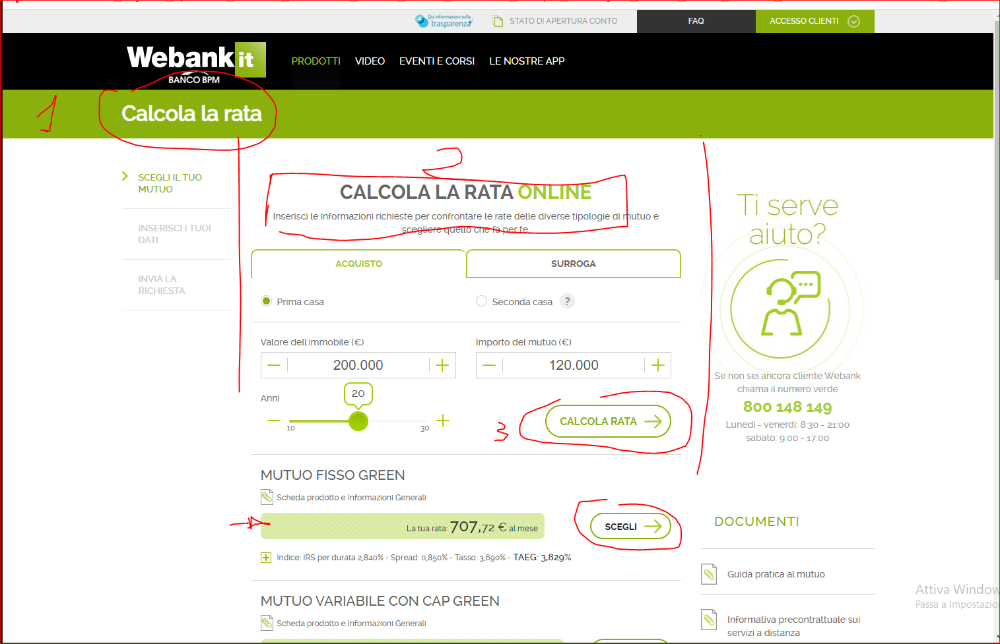 Qui informazioni sulla
trasparenza
STATO DI APERTURA CONTO
FAQ
ACCESSO CLIENTI
Webank it
BANCO BPM
PRODOTTI
VIDEO
EVENTI E CORSI
LE NOSTRE APP
1
Calcola la rata
SCEGLI IL TUO
MUTUO
INSERISCI I TUOI
DATI
INVIA LA
RICHIESTA
2
CALCOLA LA RATA ONLINE
Inserisci le informazioni richieste per confrontare le rate delle diverse tipologie di mutuo e
scegliere quello che fa per te.
ACQUISTO
SURROGA
Prima casa
Seconda casa ?
Valore dell'immobile (€)
Importo del mutuo (€)
200.000
120.000
Anni
20
10
30
3
CALCOLA RATA
MUTUO FISSO GREEN
Scheda prodotto e Informazioni Generali
La tua rata: 707,72 € al mese
SCEGLI
Indice: IRS per durata 2,840% - Spread: 0,850% - Tasso: 3,690% - TAEG: 3,829%
MUTUO VARIABILE CON CAP GREEN
Scheda prodotto e Informazioni Generali
Ti serve
aiuto?
Se non sei ancora cliente Webank
chiama il numero verde
800 148 149
Lunedì - venerdì: 8:30 - 21:00
sabato: 9:00 - 17:00
DOCUMENTI
Guida pratica al mutuo
Informativa precontrattuale sui
servizi a distanza
Attiva Window
Passa a Impostazio